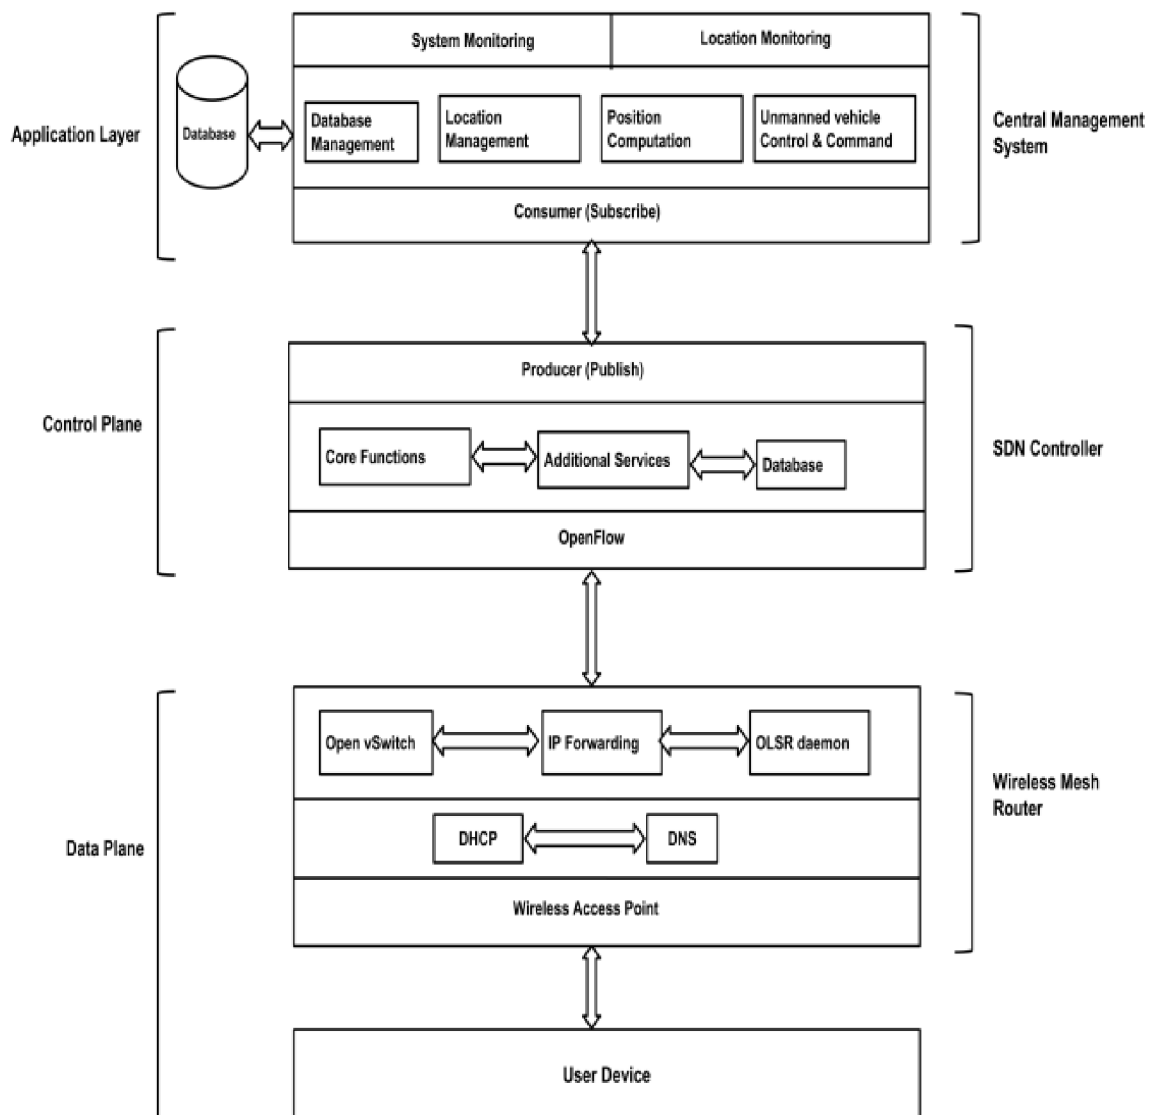 System Monitoring
Location Monitoring
Application Layer
Database
Database
Management
Location
Management
Position
Computation
Unmanned vehicle
Control & Command
Central Management
System
Consumer (Subscribe)
Producer (Publish)
Control Plane
Core Functions
Additional Services
Database
SDN Controller
OpenFlow
Open vSwitch
IP Forwarding
OLSR daemon
Wireless Mesh
Router
Data Plane
DHCP
DNS
Wireless Access Point
User Device